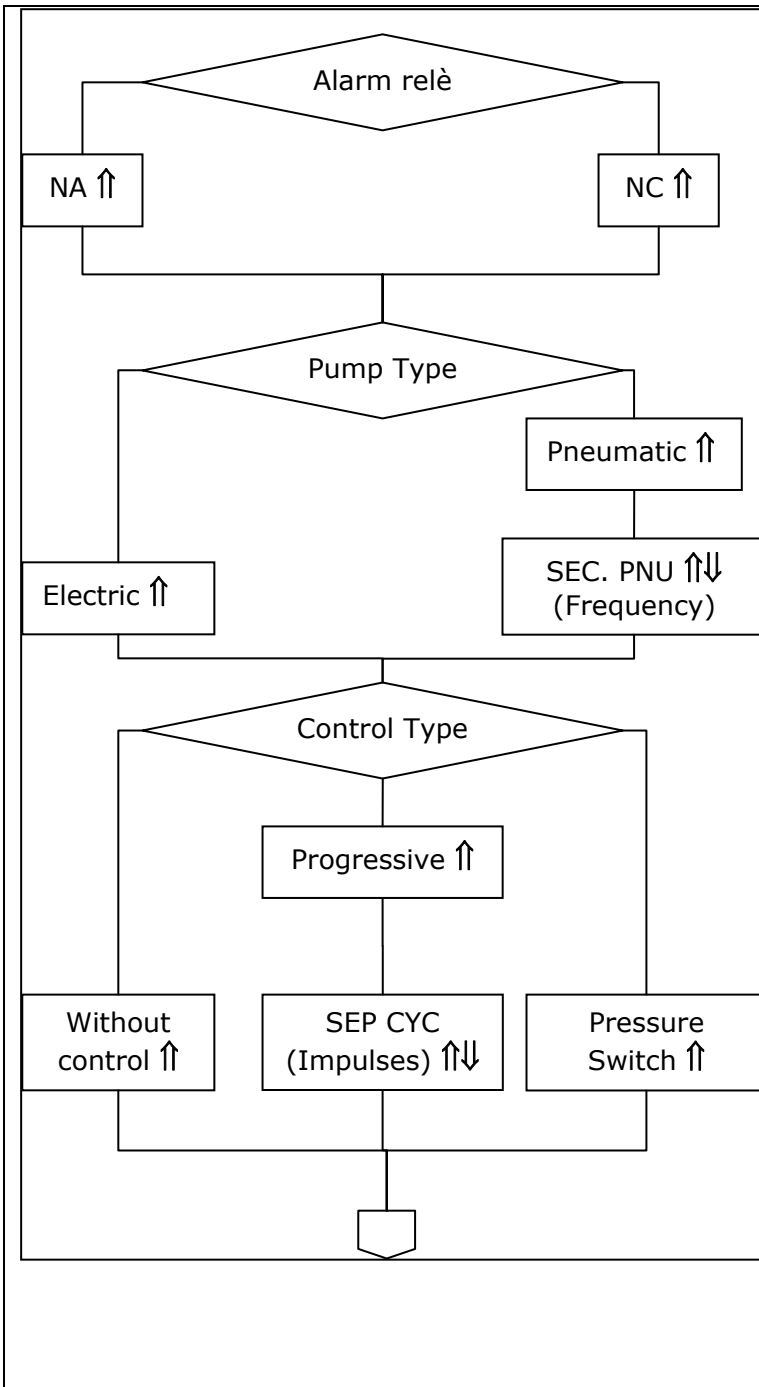 Alarm relè
NA ⇑
NC ⇑
Pump Type
Pneumatic ⇑
Electric ⇑
SEC. PNU ⇑⇓
(Frequency)
Control Type
Progressive ⇑
Without
control ⇑
SEP CYC
(Impulses) ⇑⇓
Pressure
Switch ⇑